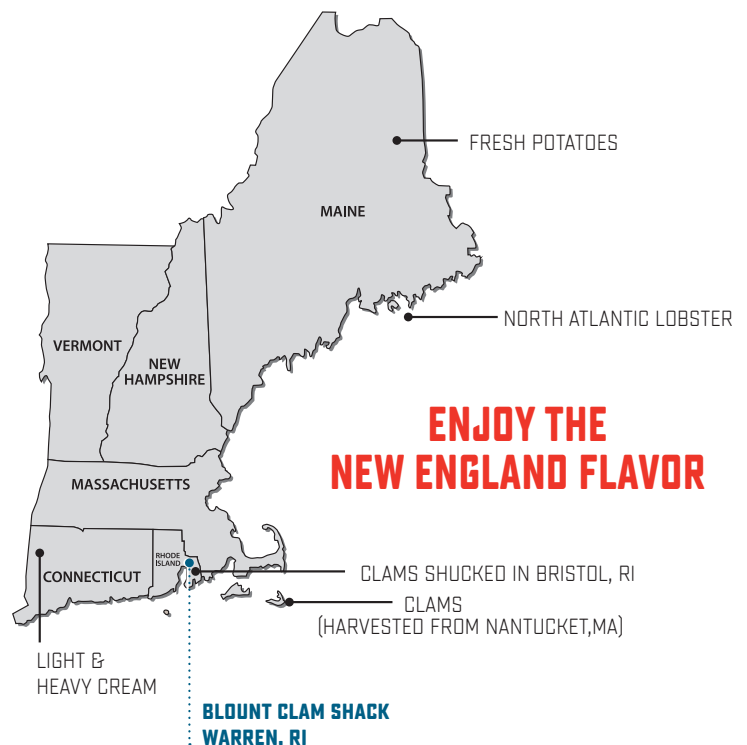 FRESH POTATOES
MAINE
NORTH ATLANTIC LOBSTER
VERMONT
NEW
HAMPSHIRE
ENJOY THE
NEW ENGLAND FLAVOR
MASSACHUSETTS
RHODE
ISLAND
CONNECTICUT
CLAMS SHUCKED IN BRISTOL, RI
CLAMS
(HARVESTED FROM NANTUCKET,MA)
LIGHT &
HEAVY CREAM
BLOUNT CLAM SHACK
WARREN, RI